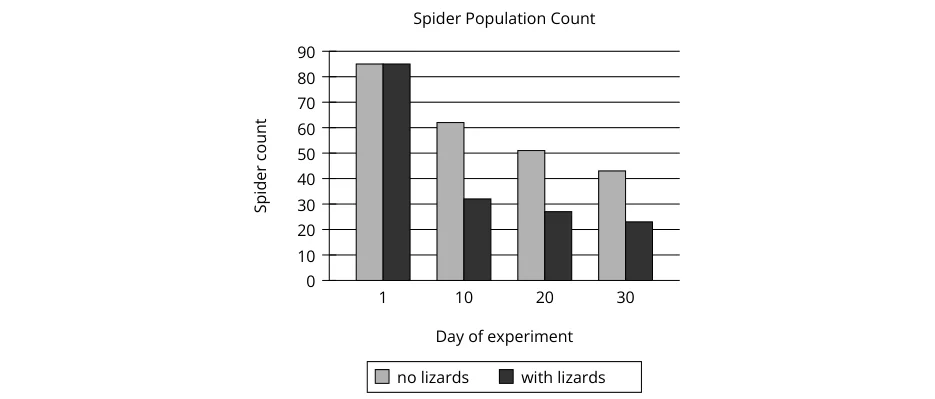 Spider Population Count
90
80
70
60
50
40
30
20
10
0
Spider count
1 10 20 30
Day of experiment
no lizards with lizards